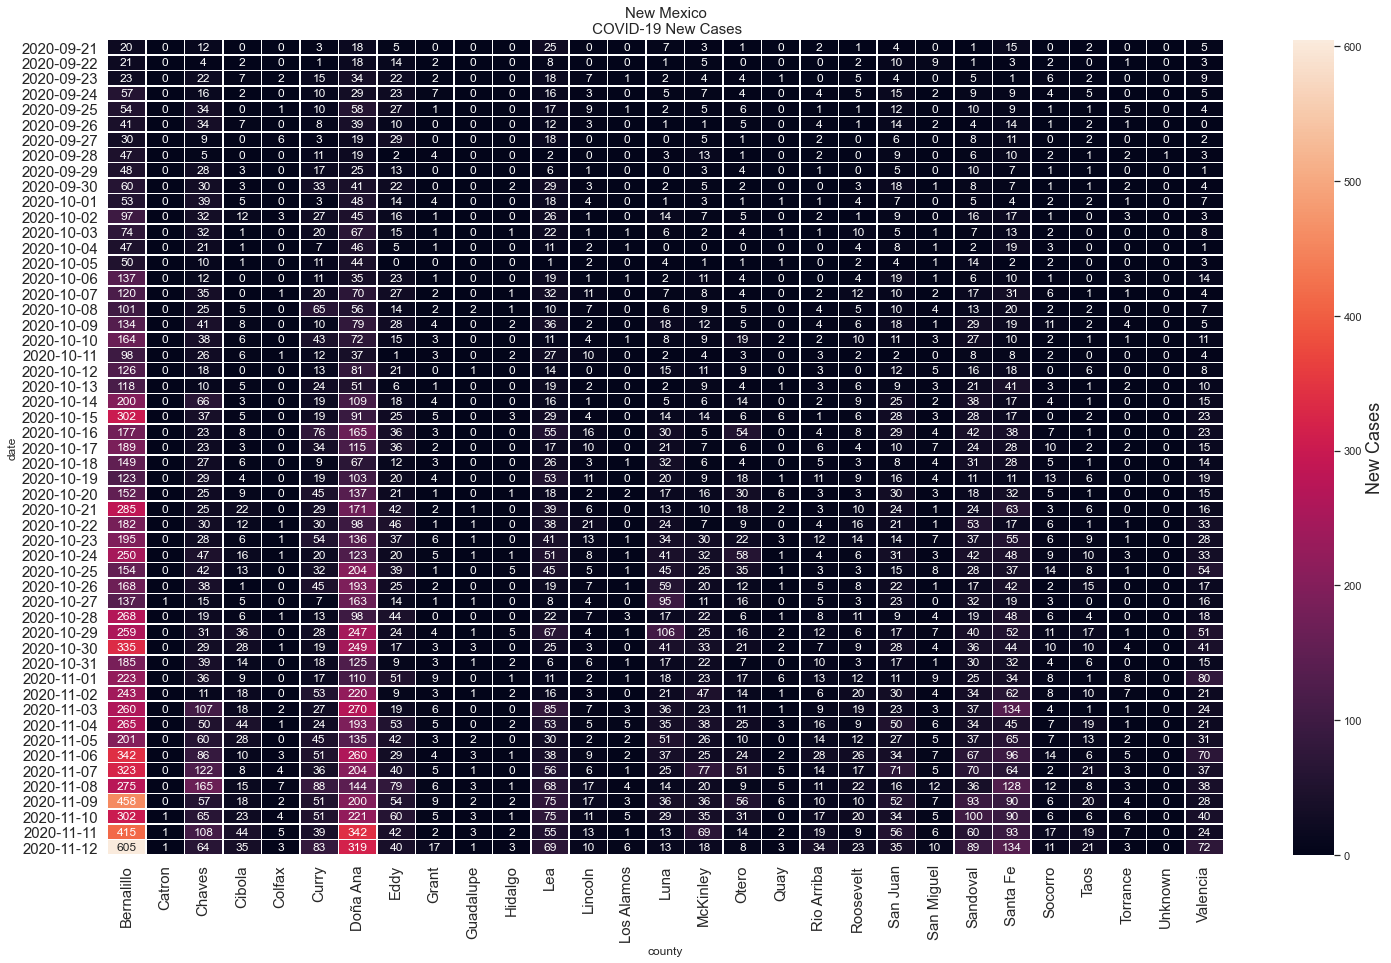 New Mexico
COVID-19 New Cases
2020-09-21 20 0 12 0 0 3 18 5 0 0 0 25 0 0 7 3 1 0 2 1 4 0 1 15 0 2 0 0 5
2020-09-22 21 0 4 2 0 1 18 14 2 0 0 8 0 0 1 5 0 0 0 2 10 9 1 3 2 0 1 0 3
2020-09-23 23 0 22 7 2 15 34 22 2 0 0 18 7 1 2 4 4 1 0 5 4 0 5 1 6 2 0 0 9
2020-09-24 57 0 16 2 0 10 29 23 7 0 0 16 3 0 5 7 4 0 4 5 15 2 9 9 4 5 0 0 5
2020-09-25 54 0 34 0 1 10 58 27 1 0 0 17 9 1 2 5 6 0 1 1 12 0 10 9 1 1 5 0 4
2020-09-26 41 0 34 7 0 8 39 10 0 0 0 12 3 0 1 1 5 0 4 1 14 2 4 14 1 2 1 0 0
2020-09-27 30 0 9 0 6 3 19 29 0 0 0 18 0 0 0 5 1 0 2 0 6 0 8 11 0 0 0 0 2
2020-09-28 47 0 5 0 0 11 19 2 4 0 0 2 0 0 3 13 1 0 2 0 9 0 6 10 2 1 2 1 3
2020-09-29 48 0 28 3 0 17 25 13 0 0 0 6 1 0 0 3 4 0 1 0 5 0 10 7 1 1 0 0 1
2020-09-30 60 0 30 3 0 33 41 22 0 0 2 29 3 0 2 5 2 0 0 3 18 1 8 7 1 1 2 0 4
2020-10-01 53 0 39 5 0 3 48 14 4 0 0 18 4 0 1 3 1 1 1 4 7 0 5 4 2 2 1 0 7
2020-10-02 97 0 32 12 3 27 45 16 1 0 0 26 1 0 14 7 5 0 2 1 9 0 16 17 1 0 3 0 3
2020-10-03 74 0 32 1 0 20 67 15 1 0 1 22 1 1 6 2 4 1 1 10 5 1 7 13 2 0 0 0 8
2020-10-04 47 0 21 1 0 7 46 5 1 0 0 11 2 1 0 0 0 0 0 4 8 1 2 19 3 0 0 0 1
2020-10-05 50 0 10 1 0 11 44 0 0 0 0 1 2 0 4 1 1 1 0 2 4 1 14 2 2 0 0 0 3
2020-10-06 137 0 12 0 0 11 35 23 1 0 0 19 1 1 2 11 4 0 0 4 19 1 6 10 1 0 3 0 14
2020-10-07 120 0 35 0 1 20 70 27 2 0 1 32 11 0 7 8 4 0 2 12 10 2 17 31 6 1 1 0 4
2020-10-08 101 0 25 5 0 65 56 14 2 2 1 10 7 0 6 9 5 0 4 5 10 4 13 20 2 2 0 0 7
2020-10-09 134 0 41 8 0 10 79 28 4 0 2 36 2 0 18 12 5 0 4 6 18 1 29 19 11 2 4 0 5
2020-10-10 164 0 38 6 0 43 72 15 3 0 0 11 4 1 8 9 19 2 2 10 11 3 27 10 2 1 1 0 11
2020-10-11 98 0 26 6 1 12 37 1 3 0 2 27 10 0 2 4 3 0 3 2 2 0 8 8 2 0 0 0 4
2020-10-12 126 0 18 0 0 13 81 21 0 1 0 14 0 0 15 11 9 0 3 0 12 5 16 18 0 6 0 0 8
2020-10-13 118 0 10 5 0 24 51 6 1 0 0 19 2 0 2 9 4 1 3 6 9 3 21 41 3 1 2 0 10
2020-10-14 200 0 66 3 0 19 109 18 4 0 0 16 1 0 5 6 14 0 2 9 25 2 38 17 4 1 0 0 15
2020-10-15 302 0 37 5 0 19 91 25 5 0 3 29 4 0 14 14 6 6 1 6 28 3 28 17 0 2 0 0 23
2020-10-16 177 0 23 8 0 76 165 36 3 0 0 55 16 0 30 5 54 0 4 8 29 4 42 38 7 1 0 0 23
2020-10-17 189 0 23 3 0 34 115 36 2 0 0 17 10 0 21 7 6 0 6 4 10 7 24 28 10 2 2 0 15
2020-10-18 149 0 27 6 0 9 67 12 3 0 0 26 3 1 32 6 4 0 5 3 8 4 31 28 5 1 0 0 14
2020-10-19 123 0 29 4 0 19 103 20 4 0 0 53 11 0 20 9 18 1 11 9 16 4 11 11 13 6 0 0 19
2020-10-20 152 0 25 9 0 45 137 21 1 0 1 18 2 2 17 16 30 6 3 3 30 3 18 32 5 1 0 0 15
2020-10-21 285 0 25 22 0 29 171 42 2 1 0 39 6 0 13 10 18 2 3 10 24 1 24 63 3 6 0 0 16
2020-10-22 182 0 30 12 1 30 98 46 1 0 1 38 21 0 24 7 9 0 4 16 21 1 53 17 6 1 1 0 33
2020-10-23 195 0 28 6 1 54 136 37 6 1 0 41 13 1 34 30 22 3 12 14 14 7 37 55 6 9 1 0 28
2020-10-24 250 0 47 16 1 20 123 20 5 1 1 51 8 1 41 32 58 1 4 6 31 3 42 48 9 10 3 0 33
2020-10-25 154 0 42 13 0 32 204 39 1 0 5 45 5 1 45 25 35 1 3 3 15 8 28 37 14 8 1 0 54
2020-10-26 168 0 38 1 0 45 193 25 2 0 0 19 7 1 59 20 12 1 5 8 22 1 17 42 2 15 0 0 17
2020-10-27 137 1 15 5 0 7 163 14 1 1 0 8 4 0 95 11 16 0 5 3 23 0 32 19 3 0 0 0 16
2020-10-28 268 0 19 6 1 13 98 44 0 0 0 22 7 3 17 22 6 1 8 11 9 4 19 48 6 4 0 0 18
2020-10-29 259 0 31 36 0 28 247 24 4 1 5 67 4 1 106 25 16 2 12 6 17 7 40 52 11 17 1 0 51
2020-10-30 335 0 29 28 1 19 249 17 3 3 0 25 3 0 41 33 21 2 7 9 28 4 36 44 10 10 4 0 41
2020-10-31 185 0 39 14 0 18 125 9 3 1 2 6 6 1 17 22 7 0 10 3 17 1 30 32 4 6 0 0 15
2020-11-01 223 0 36 9 0 17 110 51 9 0 1 11 2 1 18 23 17 6 13 12 11 9 25 34 8 1 8 0 80
2020-11-02 243 0 11 18 0 53 220 9 3 1 2 16 3 0 21 47 14 1 6 20 30 4 34 62 8 10 7 0 21
2020-11-03 260 0 107 18 2 27 270 19 6 0 0 85 7 3 36 23 11 1 9 19 23 3 37 134 4 1 1 0 24
2020-11-04 265 0 50 44 1 24 193 53 5 0 2 53 5 5 35 38 25 3 16 9 50 6 34 45 7 19 1 0 21
2020-11-05 201 0 60 28 0 45 135 42 3 2 0 30 2 2 51 26 10 0 14 12 27 5 37 65 7 13 2 0 31
2020-11-06 342 0 86 10 3 51 260 29 4 3 1 38 9 2 37 25 24 2 28 26 34 7 67 96 14 6 5 0 70
2020-11-07 323 0 122 8 4 36 204 40 5 1 0 56 6 1 25 77 51 5 14 17 71 5 70 64 2 21 3 0 37
2020-11-08 275 0 165 15 7 88 144 79 6 3 1 68 17 4 14 20 9 5 11 22 16 12 36 128 12 8 3 0 38
2020-11-09 458 0 57 18 2 51 200 54 9 2 2 75 17 3 36 36 56 6 10 10 52 7 93 90 6 20 4 0 28
2020-11-10 302 1 65 23 4 51 221 60 5 3 1 75 11 5 29 35 31 0 17 20 34 5 100 90 6 6 6 0 40
2020-11-11 415 1 108 44 5 39 342 42 2 3 2 55 13 1 13 69 14 0 19 9 56 6 60 93 17 19 7 0 24
2020-11-12 605 1 64 35 3 83 319 40 17 1 3 69 10 6 13 18 8 3 34 23 35 10 89 134 11 21 3 0 72
date
Bernalillo Catron Chaves Cibola Colfax Curry Doña Ana Eddy Grant Guadalupe Hidalgo Lea Lincoln Los Alamos Luna McKinley Otero Quay Rio Arriba Roosevelt San Juan San Miguel Sandoval Santa Fe Socorro Taos Torrance Unknown Valencia
county
600
500
400
300
200
100
0
New Cases